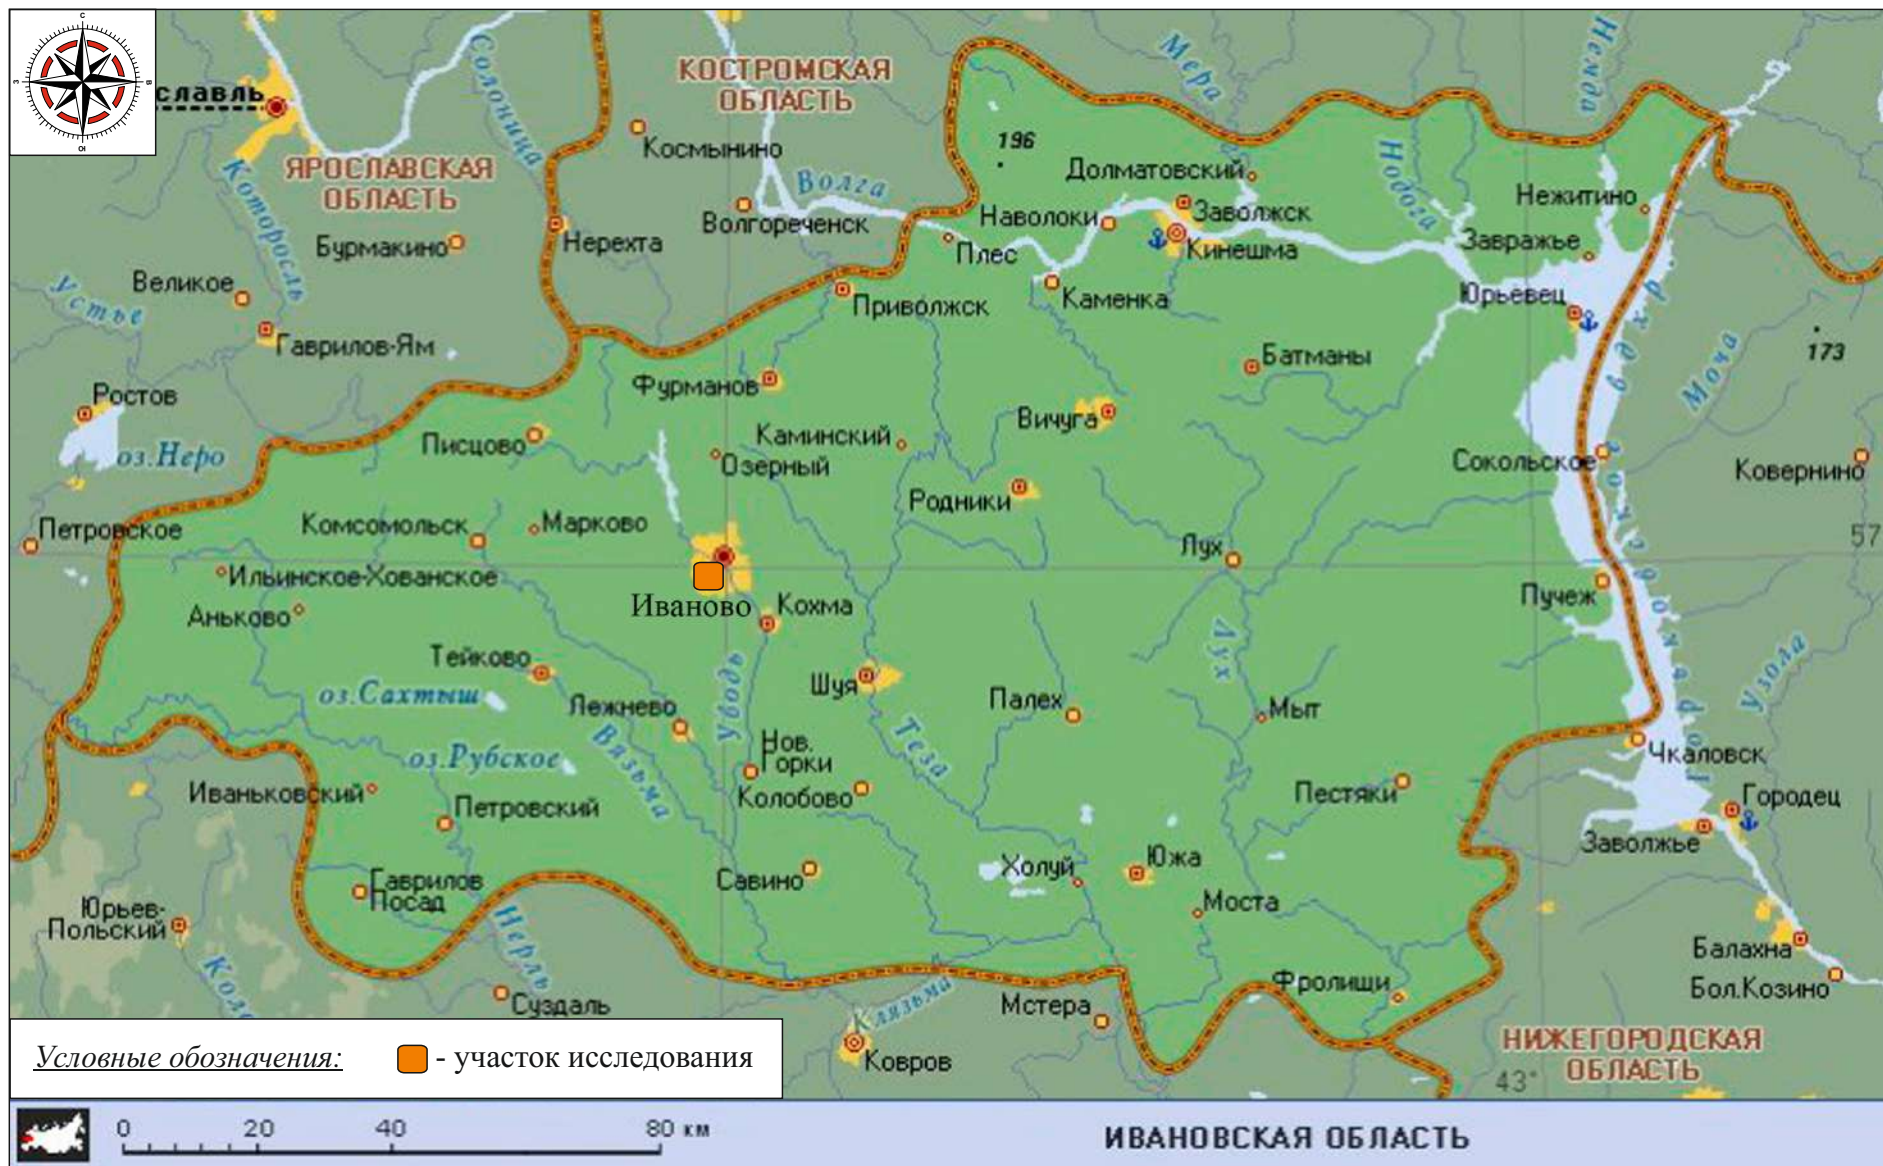 С
З
В
Ю
славль
Солоница
КОСТРОМСКАЯ
ОБЛАСТЬ
Мера
Немда
Космынино
196
Долматовский
Нодога
ЯРОСЛАВСКАЯ
ОБЛАСТЬ
Которосль
Волга
Волгореченск
Наволоки
Заволжск
Нежитино
Бурмакино
Нерехта
Плес
Кинешма
Завражье
Великое
Устье
Приволжск
Каменка
Юрьевец
Гаврилов-Ям
Батманы
Моча
173
Ростов
Фурманов
Вичуга
оз.Неро
Писцово
Каминский
Озерный
Сокольское
Ковернино
Родники
Петровское
Комсомольск
Марково
Лух
57
Ильинское-Хованское
Аньково
Иваново
Кохма
Пучеж
Горьковское вдхр.
Тейково
Уводь
Шуя
Лух
Узола
оз.Сахтыш
Лежнево
Вязьма
Палех
Мыт
Теза
оз.Рубское
Нов.
Горки
Чкаловск
Иваньковский
Петровский
Колобово
Пестяки
Городец
Заволжье
Гаврилов
Посад
Савино
Холуй
Южа
Юрьев-
Польский
Моста
Нерль
Балахна
Коло
Суздаль
Клязьма
Мстера
Фролищи
Бол.Козино
Ковров
НИЖЕГОРОДСКАЯ
ОБЛАСТЬ
43°
Условные обозначения:
- участок исследования
0 20 40 80 км
ИВАНОВСКАЯ ОБЛАСТЬ